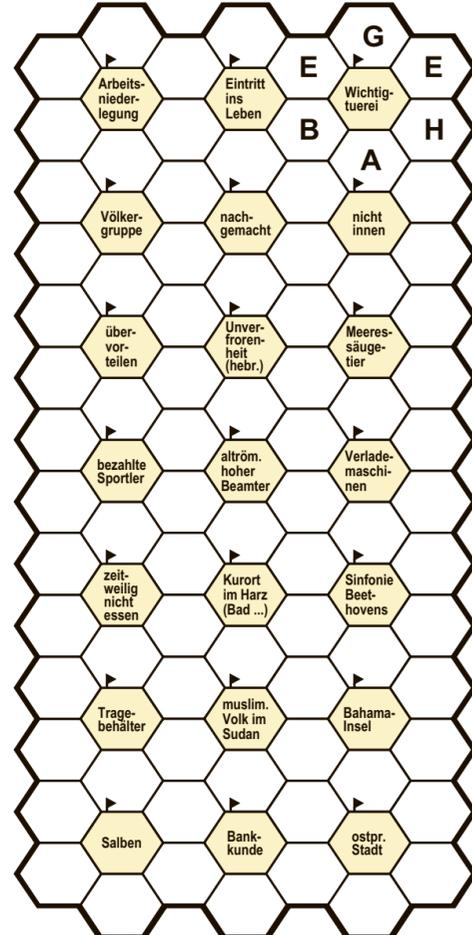 G
E
E
Arbeits-
nieder-
legung
Eintritt
ins
Leben
Wichtig-
tuerei
B
H
A
Völker-
gruppe
nach-
gemacht
nicht
innen
über-
vor-
teilen
Unver-
froren-
heit
(hebr.)
Meeres-
säuge-
tier
bezahlte
Sportler
altröm.
hoher
Beamter
Verlade-
maschi-
nen
zeit-
weilig
nicht
essen
Kurort
im Harz
(Bad ...)
Sinfonie
Beet-
hovens
Trage-
behälter
muslim.
Volk im
Sudan
Bahama-
Insel
Salben
Bank-
kunde
ostpr.
Stadt